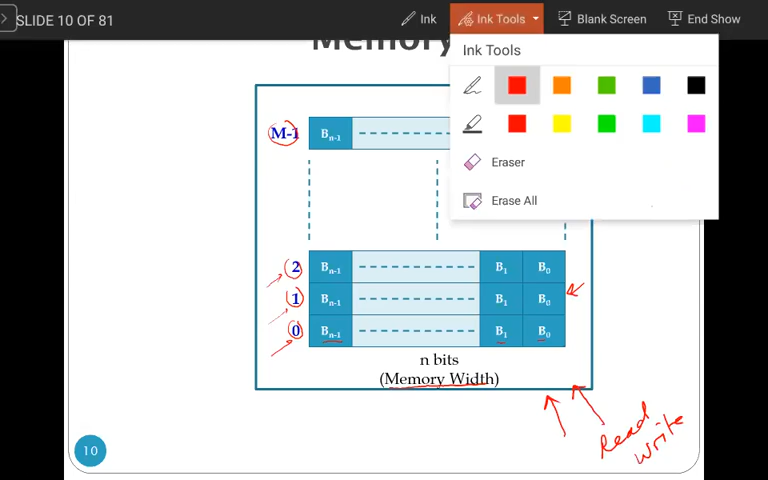 SLIDE 10 OF 81 Ink Ink Tools Blank Screen End Show
Memory
Ink Tools
M-1 Bn-1
Eraser
Erase All
2 Bn-1 B1 B0
1 Bn-1 B1 B0
0 Bn-1 B1 B0
n bits
(Memory Width)
Read
Write
10